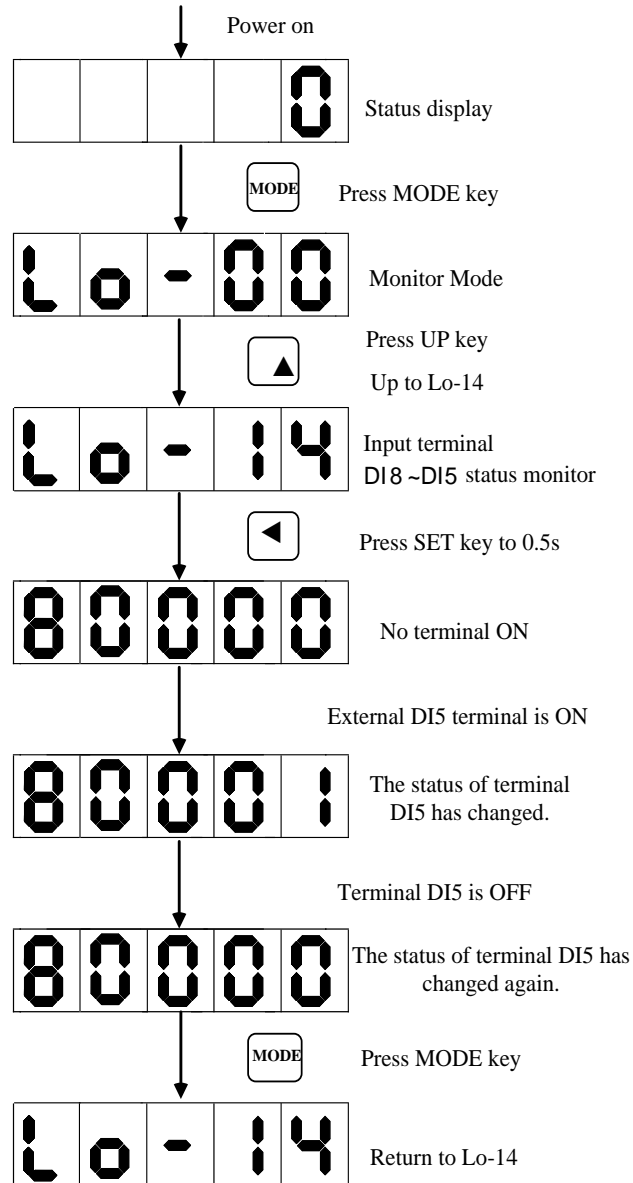 Power on
0
Status display
MODE
Press MODE key
Lo-00
Monitor Mode
Press UP key
Up to Lo-14
Lo-14
Input terminal
DI8~DI5 status monitor
Press SET key to 0.5s
80000
No terminal ON
External DI5 terminal is ON
80001
The status of terminal
DI5 has changed.
Terminal DI5 is OFF
80000
The status of terminal DI5 has
changed again.
MODE
Press MODE key
Lo-14
Return to Lo-14